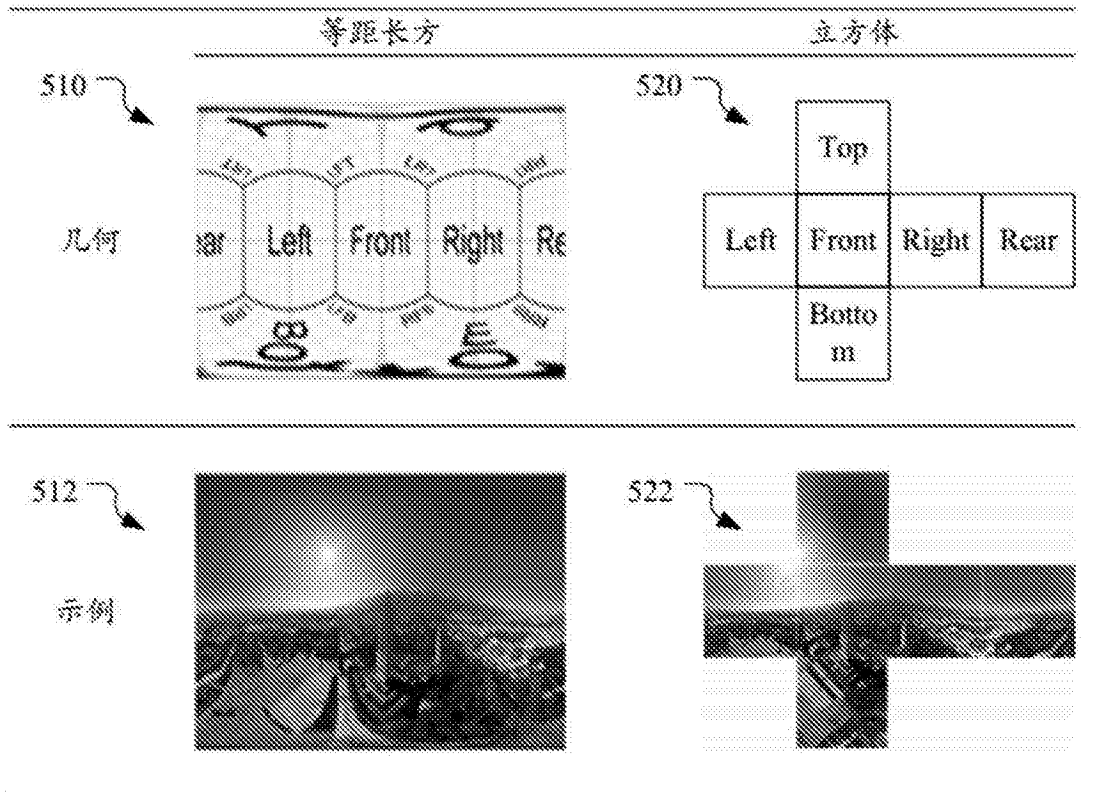 等距长方
立方体
510
520
几何
ear
Left
Front
Right
Re
Top
Left
Front
Right
Rear
Botto
m
512
522
示例